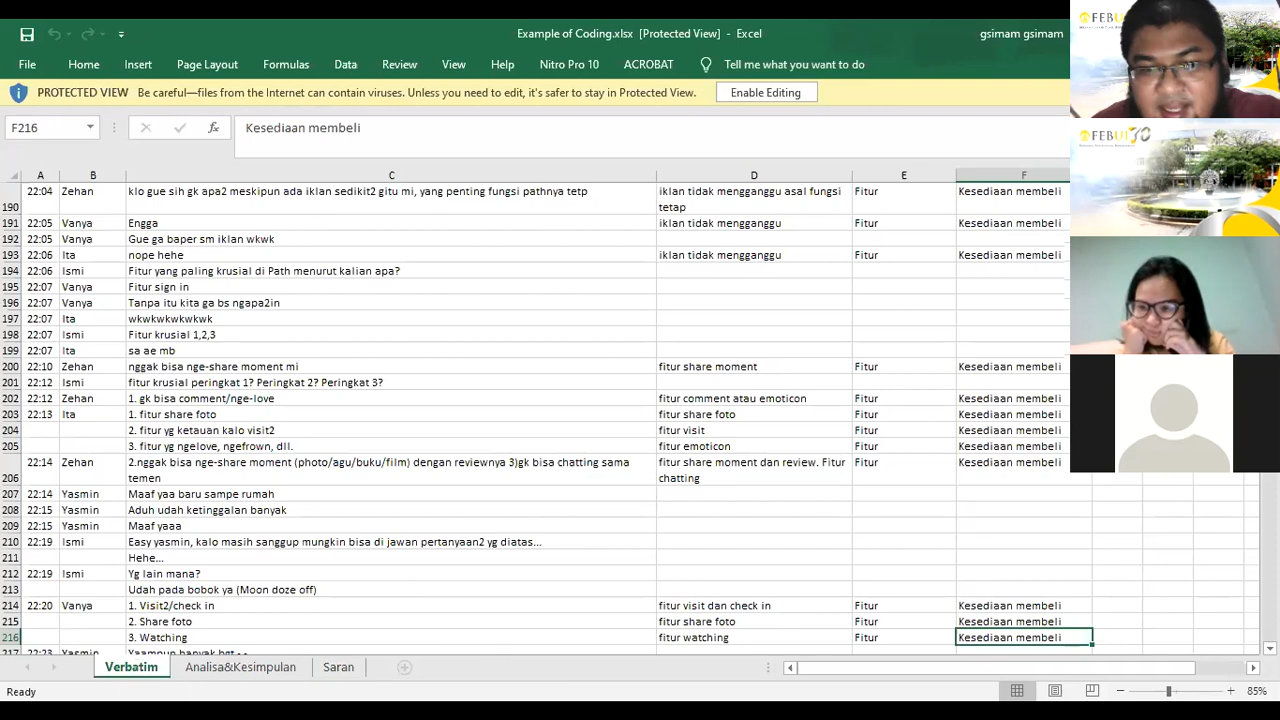 Example of Coding.xlsx [Protected View] - Excel
gsimam gsimam
File Home Insert Page Layout Formulas Data Review View Help Nitro Pro 10 ACROBAT Tell me what you want to do
PROTECTED VIEW Be careful—files from the Internet can contain viruses. Unless you need to edit, it's safer to stay in Protected View. Enable Editing
F216 fx Kesediaan membeli
A B C D E F
190 22:04 Zehan klo gue sih gk apa2 meskipun ada iklan sedikit2 gitu mi, yang penting fungsi pathnya tetep iklan tidak mengganggu asal fungsi Fitur Kesediaan membeli
tetap
191 22:05 Vanya Engga iklan tidak mengganggu Fitur Kesediaan membeli
192 22:05 Vanya Gue ga baper sm iklan wkwk
193 22:06 Ita nope hehe iklan tidak mengganggu Fitur Kesediaan membeli
194 22:06 Ismi Fitur yang paling krusial di Path menurut kalian apa?
195 22:07 Vanya Fitur sign in
196 22:07 Vanya Tanpa itu kita ga bs ngapa2in
197 22:07 Ita wkwkwkwkwkwk
198 22:07 Ismi Fitur krusial 1,2,3
199 22:07 Ita sa ae mb
200 22:10 Zehan nggak bisa nge-share moment mi fitur share moment Fitur Kesediaan membeli
201 22:12 Ismi fitur krusial peringkat 1? Peringkat 2? Peringkat 3?
202 22:12 Zehan 1. gk bisa comment/nge-love fitur comment atau emoticon Fitur Kesediaan membeli
203 22:13 Ita 1. fitur share foto fitur share foto Fitur Kesediaan membeli
204 2. fitur yg ketauan kalo visit2 fitur visit Fitur Kesediaan membeli
205 3. fitur yg ngelove, ngefrown, dll. fitur emoticon Fitur Kesediaan membeli
206 22:14 Zehan 2.nggak bisa nge-share moment (photo/agu/buku/film) dengan reviewnya 3)gk bisa chatting sama fitur share moment dan review. Fitur Fitur Kesediaan membeli
temen chatting
207 22:14 Yasmin Maaf yaa baru sampe rumah
208 22:15 Yasmin Aduh udah ketinggalan banyak
209 22:15 Yasmin Maaf yaaa
210 22:19 Ismi Easy yasmin, kalo masih sanggup mungkin bisa di jawan pertanyaan2 yg diatas...
211 Hehe...
212 22:19 Ismi Yg lain mana?
213 Udah pada bobok ya (Moon doze off)
214 22:20 Vanya 1. Visit2/check in fitur visit dan check in Fitur Kesediaan membeli
215 2. Share foto fitur share foto Fitur Kesediaan membeli
216 3. Watching fitur watching Fitur Kesediaan membeli
217 22:23 Yasmin Yaampun banyak bgt -.-
Verbatim Analisa&Kesimpulan Saran
Ready 85%
FEBUI
FEBUI 70